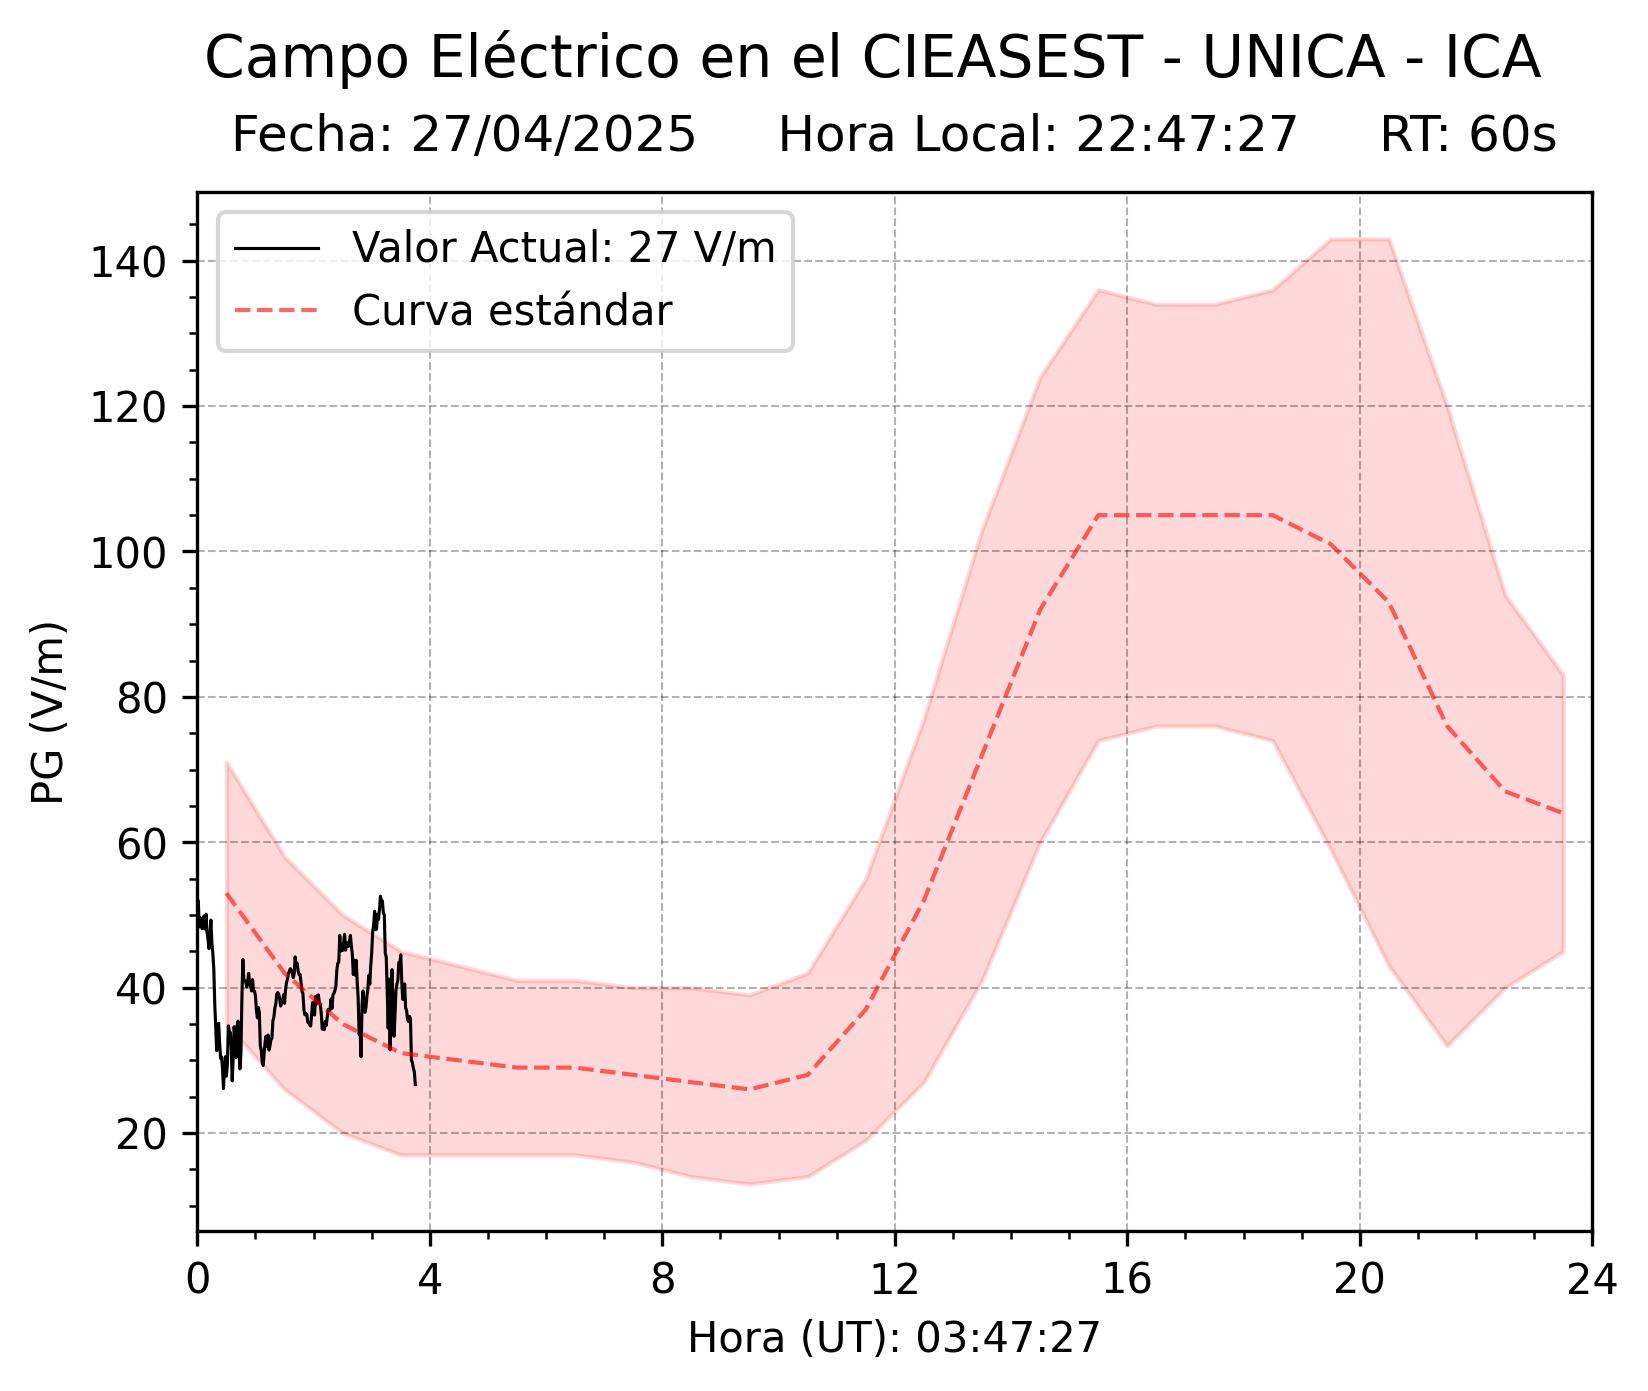 Campo Eléctrico en el CIEASEST - UNICA - ICA
Fecha: 27/04/2025 Hora Local: 22:47:27 RT: 60s
Valor Actual: 27 V/m
Curva estándar
PG (V/m)
140
120
100
80
60
40
20
0 4 8 12 16 20 24
Hora (UT): 03:47:27